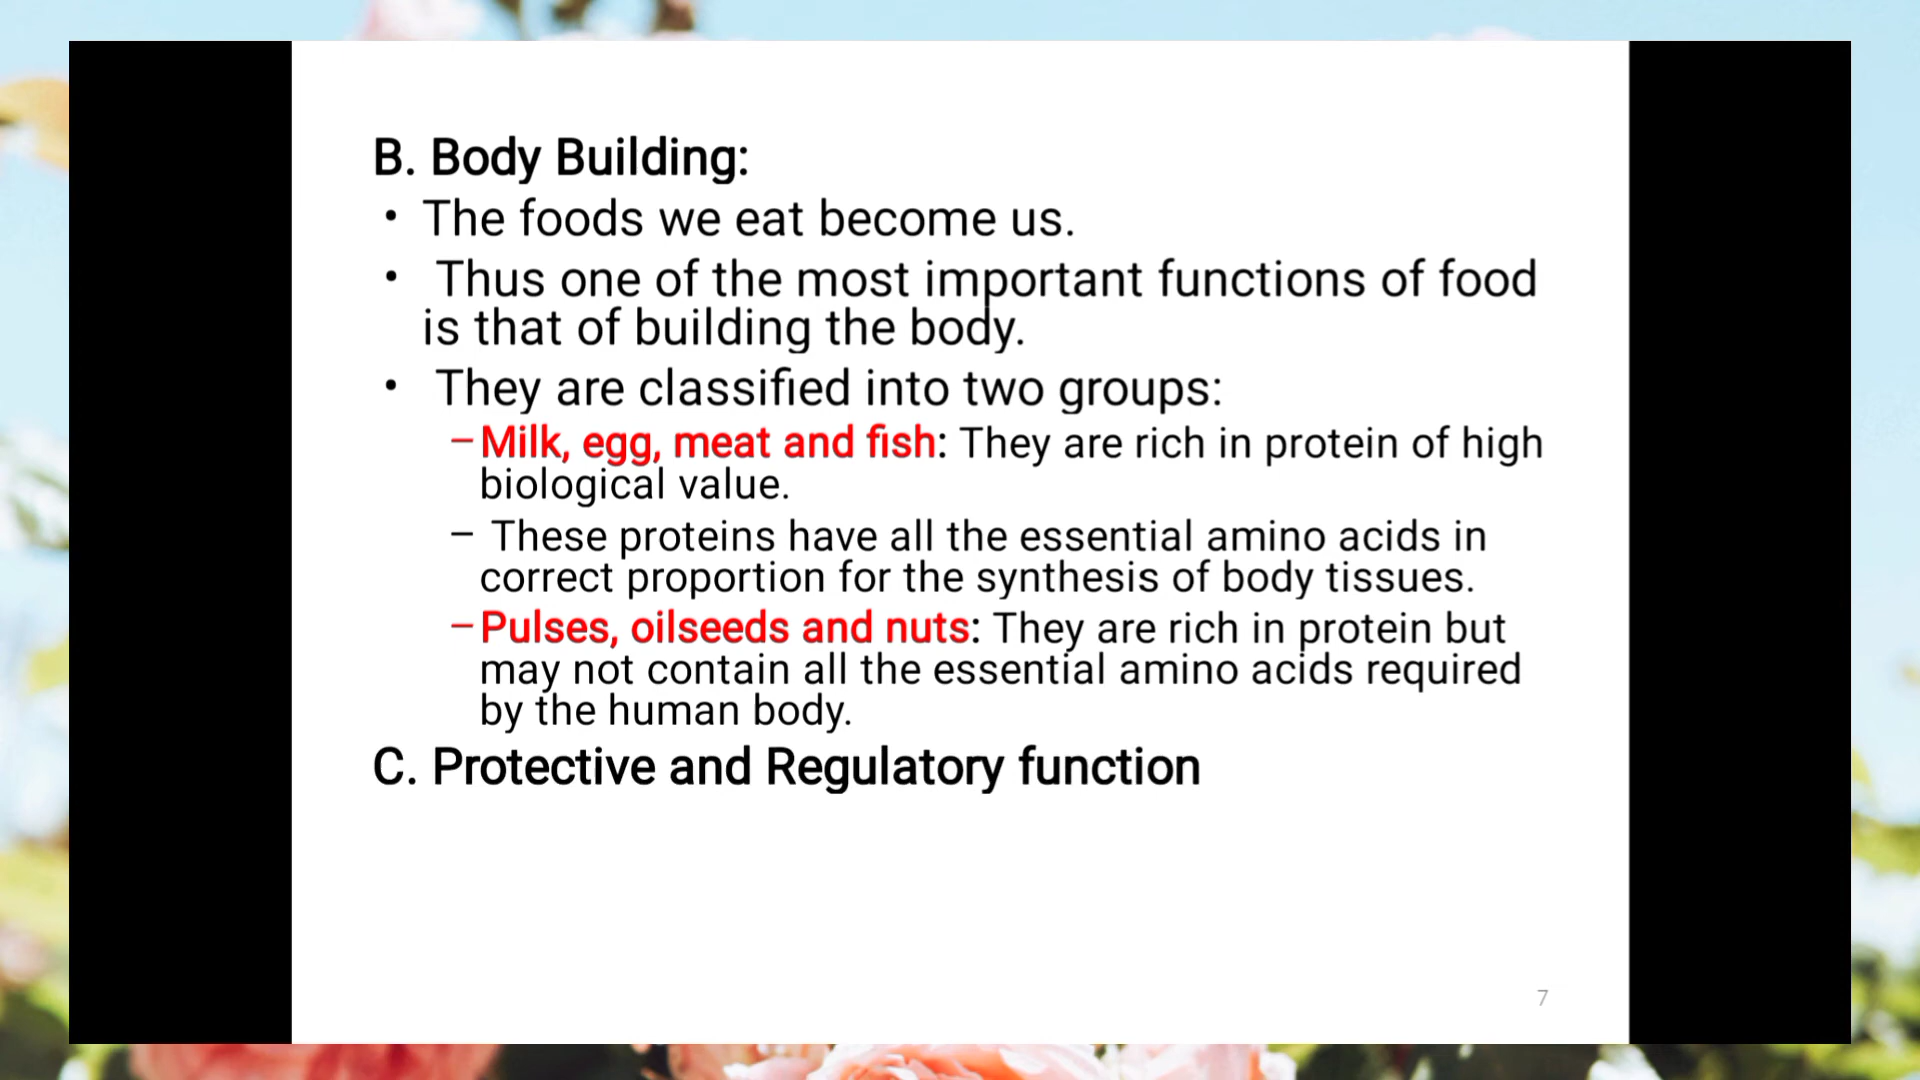 B. Body Building:
• The foods we eat become us.
• Thus one of the most important functions of food
is that of building the body.
• They are classified into two groups:
–Milk, egg, meat and fish: They are rich in protein of high
biological value.
– These proteins have all the essential amino acids in
correct proportion for the synthesis of body tissues.
–Pulses, oilseeds and nuts: They are rich in protein but
may not contain all the essential amino acids required
by the human body.
C. Protective and Regulatory function
7